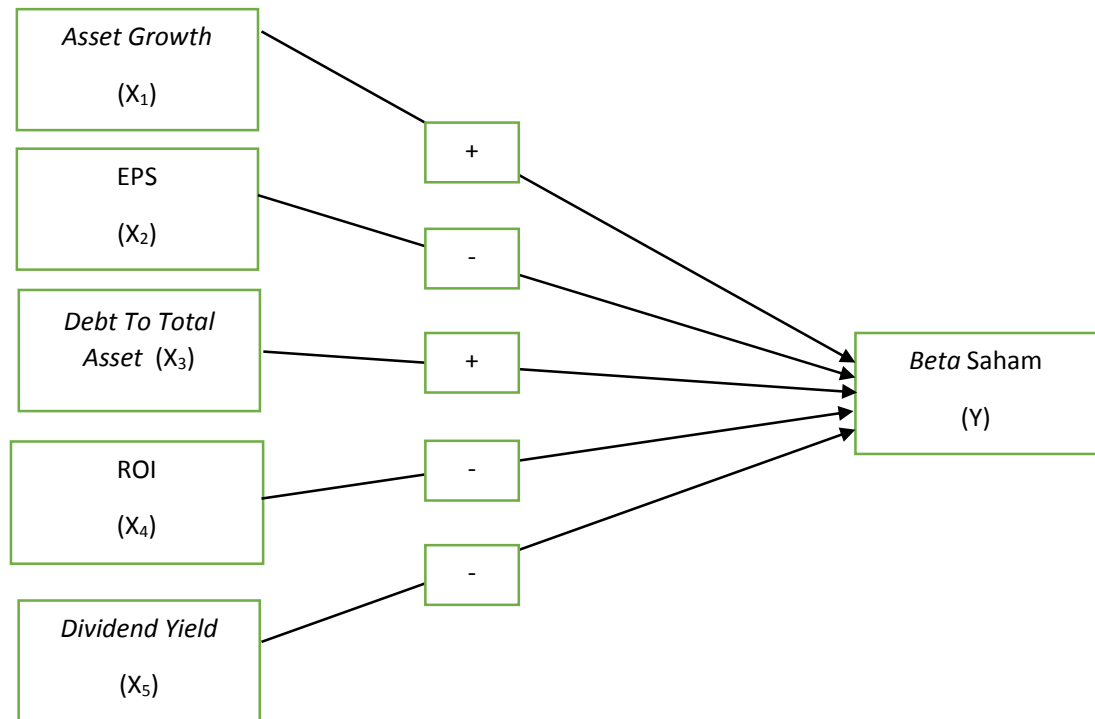 Asset Growth
(X₁)
+
EPS
(X₂)
-
Debt To Total
Asset (X₃)
+
Beta Saham
(Y)
ROI
(X₄)
-
Dividend Yield
(X₅)
-